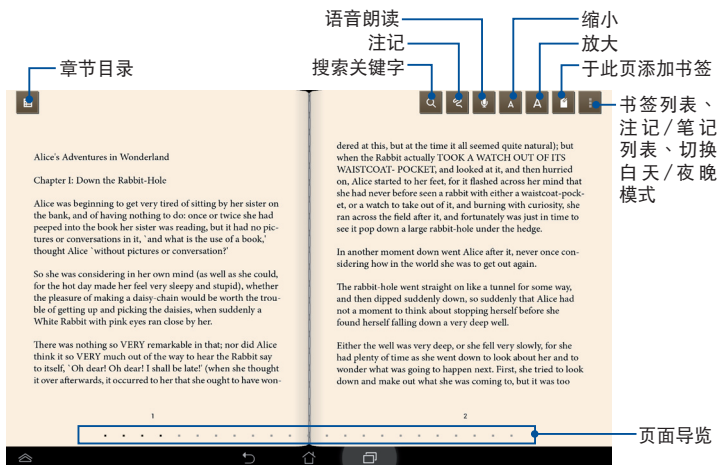 语音朗读
注记
搜索关键字
缩小
放大
于此页添加书签
章节目录
A
A
书签列表、
注记/笔记
列表、切换
白天/夜晚
模式
Alice's Adventures in Wonderland
Chapter I: Down the Rabbit-Hole
Alice was beginning to get very tired of sitting by her sister on
the bank, and of having nothing to do: once or twice she had
peeped into the book her sister was reading, but it had no pic-
tures or conversations in it, `and what is the use of a book,'
thought Alice `without pictures or conversation?'
So she was considering in her own mind (as well as she could,
for the hot day made her feel very sleepy and stupid), whether
the pleasure of making a daisy-chain would be worth the trou-
ble of getting up and picking the daisies, when suddenly a
White Rabbit with pink eyes ran close by her.
There was nothing so VERY remarkable in that; nor did Alice
think it so VERY much out of the way to hear the Rabbit say
to itself, `Oh dear! Oh dear! I shall be late!' (when she thought
it over afterwards, it occurred to her that she ought to have won-
1
dered at this, but at the time it all seemed quite natural); but
when the Rabbit actually TOOK A WATCH OUT OF ITS
WAISTCOAT- POCKET, and looked at it, and then hurried
on, Alice started to her feet, for it flashed across her mind that
she had never before seen a rabbit with either a waistcoat-pock-
et, or a watch to take out of it, and burning with curiosity, she
ran across the field after it, and fortunately was just in time to
see it pop down a large rabbit-hole under the hedge.
In another moment down went Alice after it, never once con-
sidering how in the world she was to get out again.
The rabbit-hole went straight on like a tunnel for some way,
and then dipped suddenly down, so suddenly that Alice had
not a moment to think about stopping herself before she
found herself falling down a very deep well.
Either the well was very deep, or she fell very slowly, for she
had plenty of time as she went down to look about her and to
wonder what was going to happen next. First, she tried to look
down and make out what she was coming to, but it was too
2
页面导览